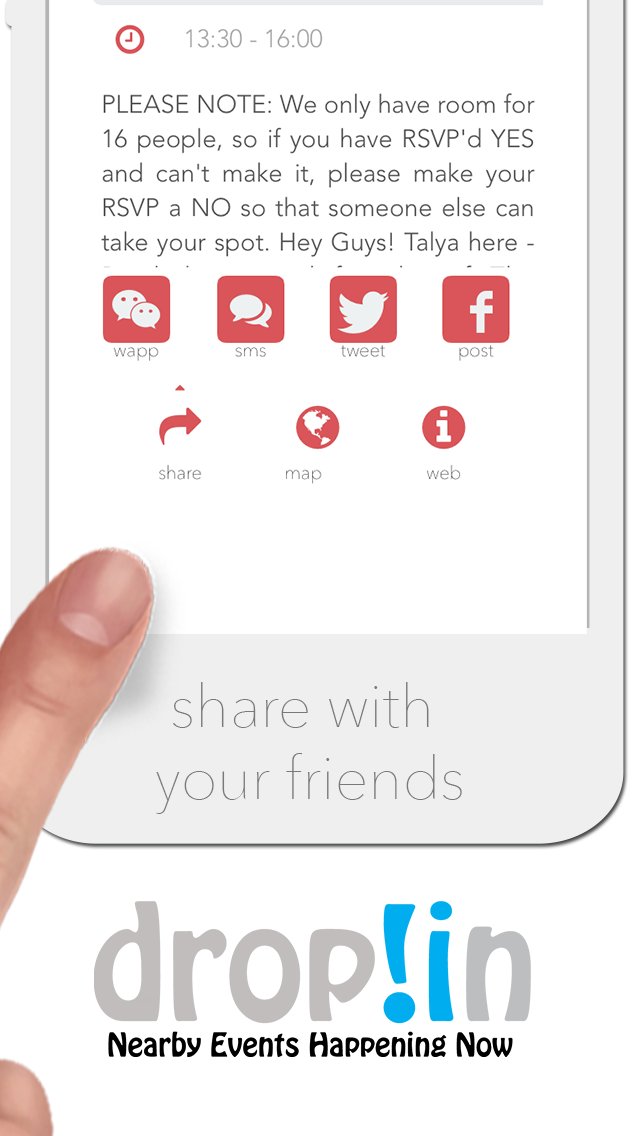 13:30 - 16:00
PLEASE NOTE: We only have room for
16 people, so if you have RSVP'd YES
and can't make it, please make your
RSVP a NO so that someone else can
take your spot. Hey Guys! Talya here -
wapp sms tweet post
share map web
share with
your friends
drop!in
Nearby Events Happening Now